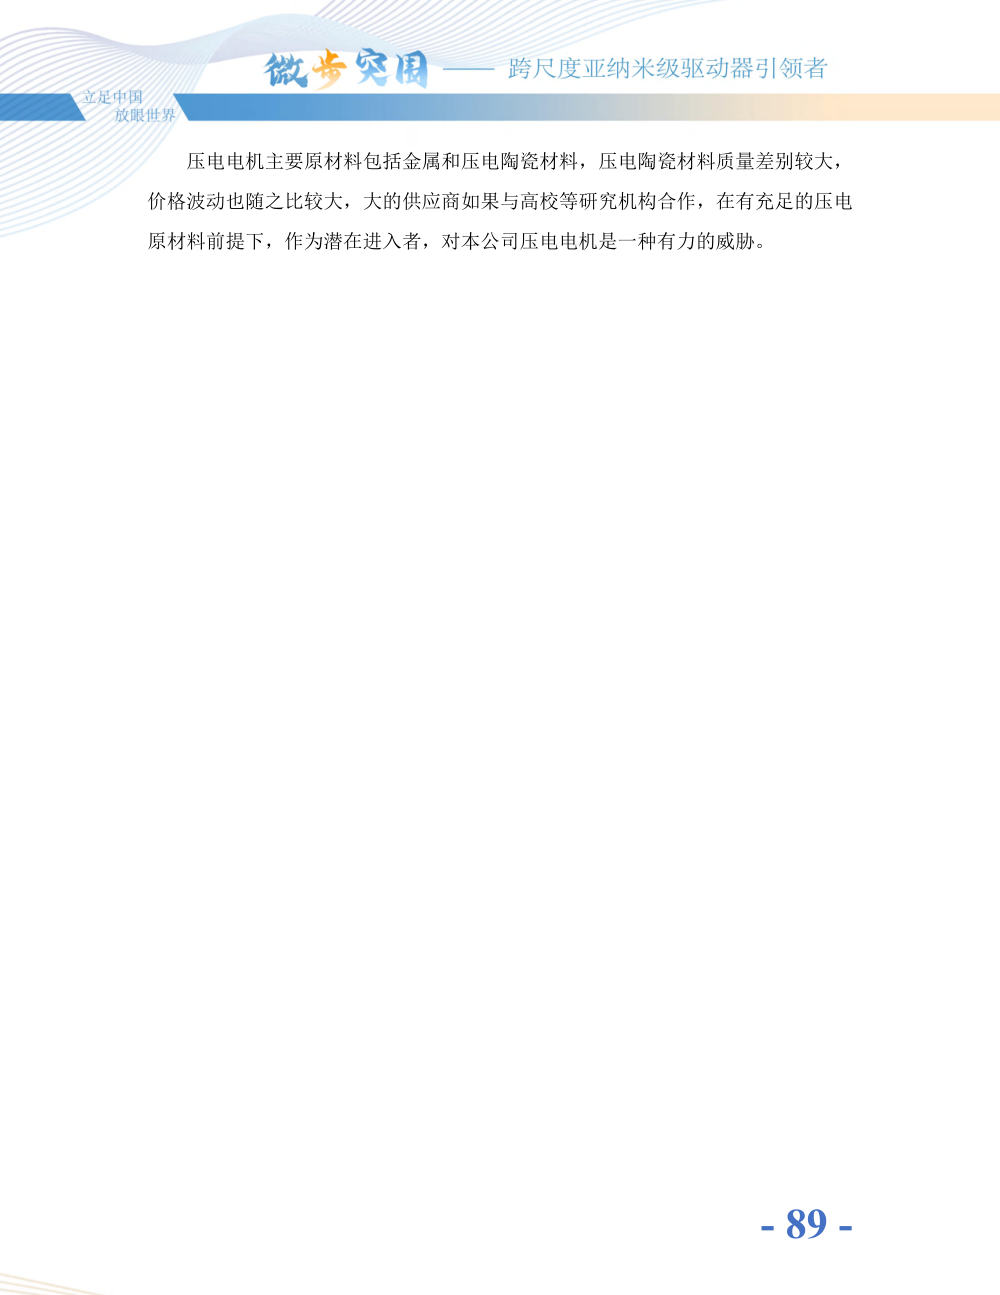 微步突围 —— 跨尺度亚纳米级驱动器引领者
立足中国
放眼世界
压电电机主要原材料包括金属和压电陶瓷材料，压电陶瓷材料质量差别较大，
价格波动也随之比较大，大的供应商如果与高校等研究机构合作，在有充足的压电
原材料前提下，作为潜在进入者，对本公司压电电机是一种有力的威胁。
- 89 -